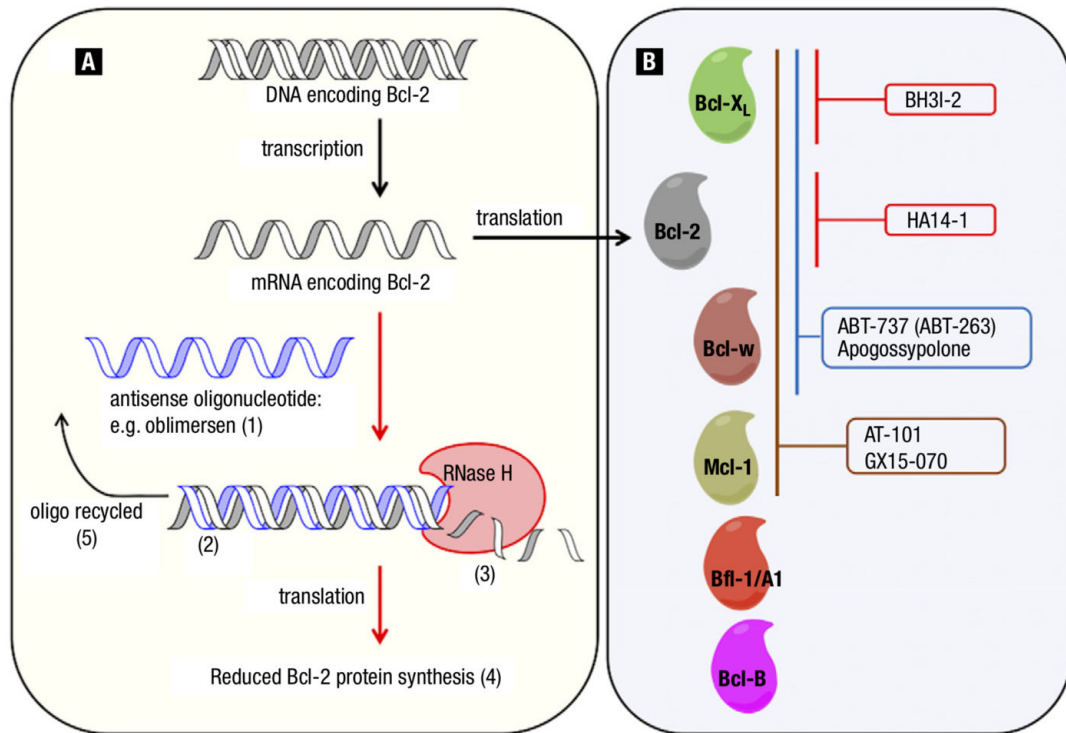 A
DNA encoding Bcl-2
transcription
mRNA encoding Bcl-2
translation
antisense oligonucleotide:
e.g. oblimersen (1)
RNase H
oligo recycled
(5)
(2)
(3)
translation
Reduced Bcl-2 protein synthesis (4)
B
Bcl-XL
BH3I-2
Bcl-2
HA14-1
Bcl-w
ABT-737 (ABT-263)
Apogossypolone
Mcl-1
AT-101
GX15-070
Bfl-1/A1
Bcl-B